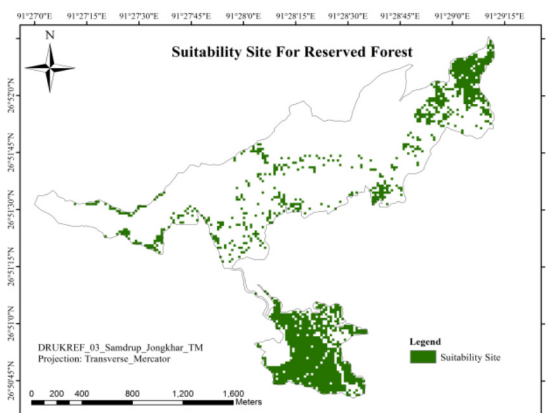 91°27'0"E 91°27'15"E 91°27'30"E 91°27'45"E 91°28'0"E 91°28'15"E 91°28'30"E 91°28'45"E 91°29'0"E 91°29'15"E
N
Suitability Site For Reserved Forest
26°52'0"N
26°51'45"N
26°51'30"N
26°51'15"N
26°51'0"N
26°50'45"N
DRUKREF_03_Samdrup_Jongkhar_TM
Projection: Transverse_Mercator
Legend
Suitability Site
0 200 400 800 1,200 1,600
Meters